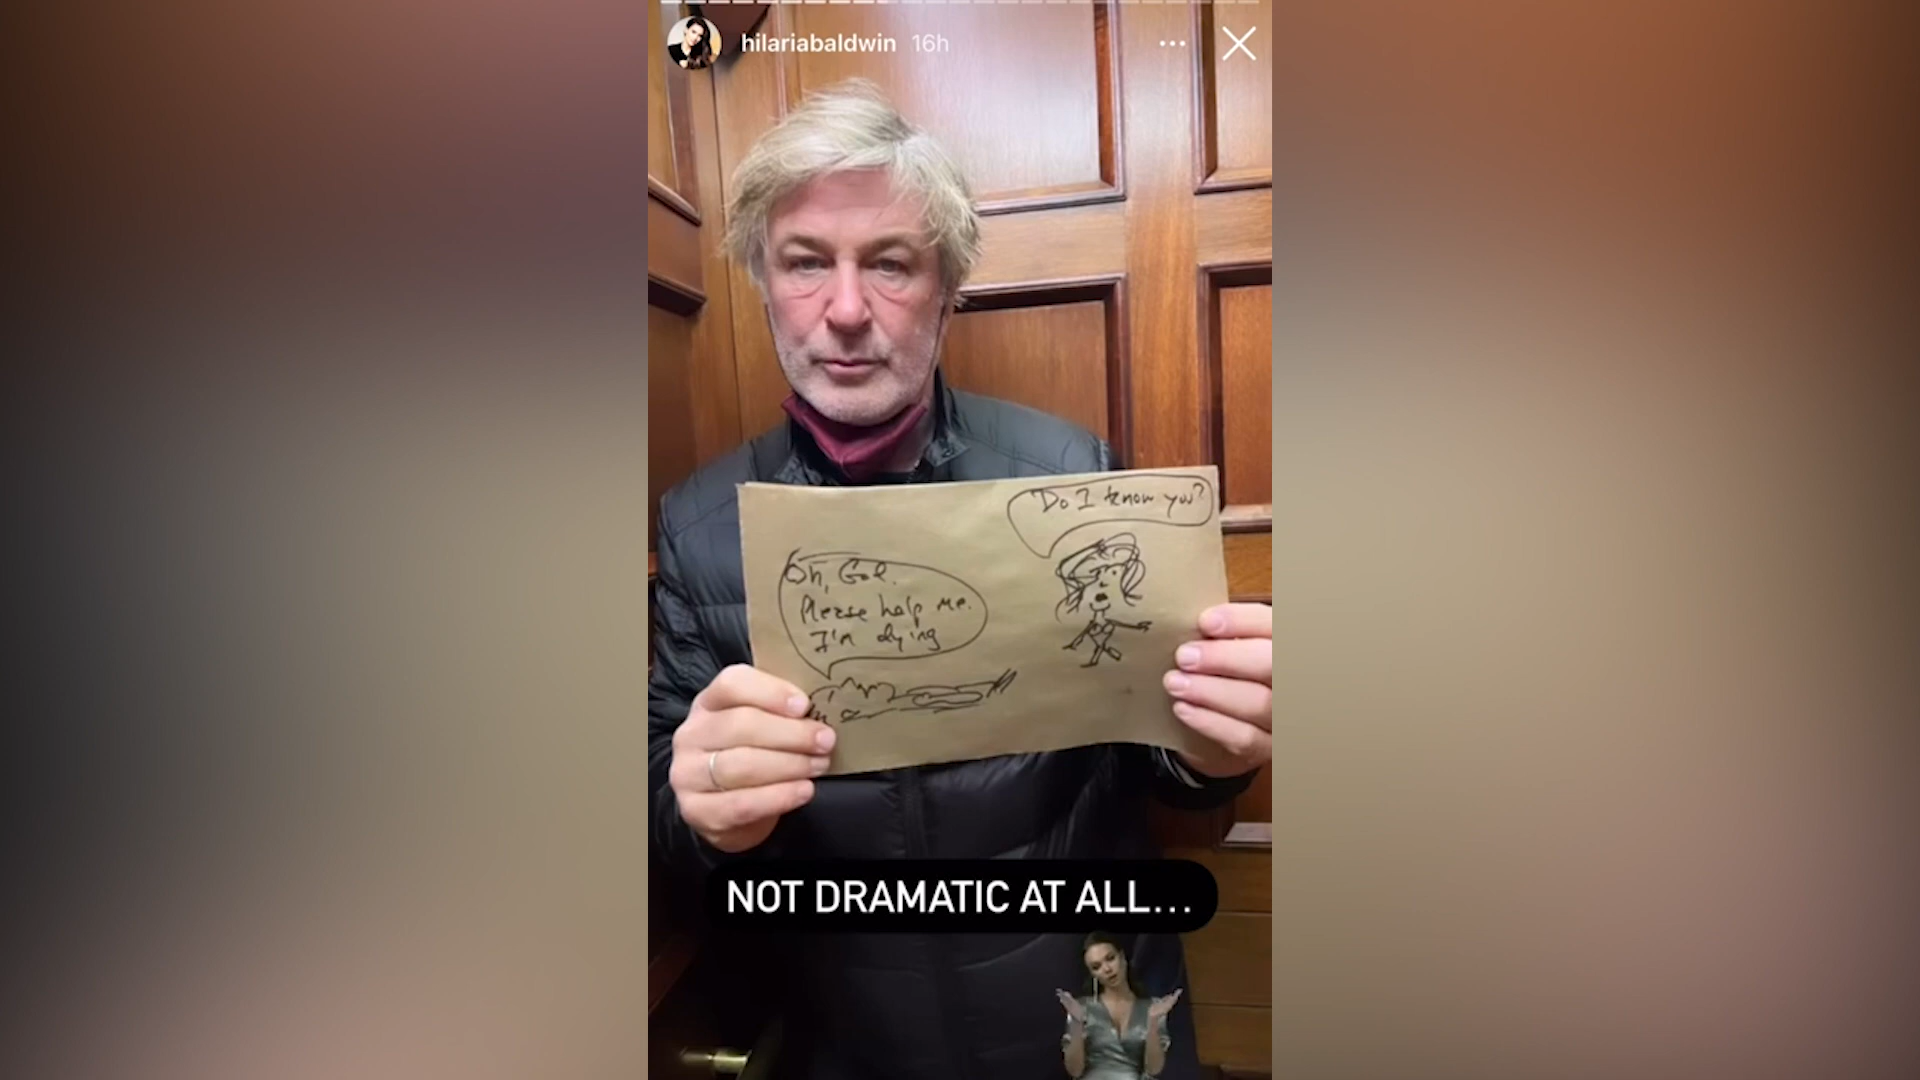 hilariabaldwin 16h
Do I know you?
Oh, God.
Please help me.
I'm dying
NOT DRAMATIC AT ALL...